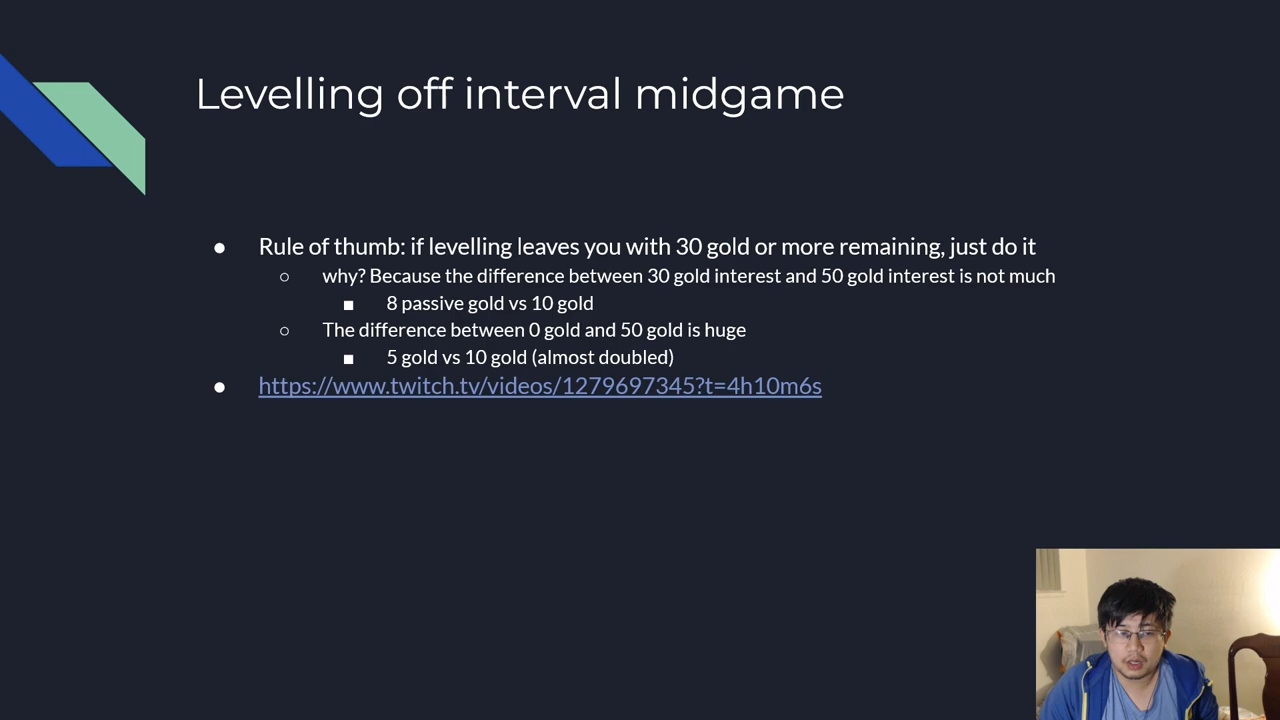 Levelling off interval midgame
● Rule of thumb: if levelling leaves you with 30 gold or more remaining, just do it
○ why? Because the difference between 30 gold interest and 50 gold interest is not much
■ 8 passive gold vs 10 gold
○ The difference between 0 gold and 50 gold is huge
■ 5 gold vs 10 gold (almost doubled)
● https://www.twitch.tv/videos/1279697345?t=4h10m6s